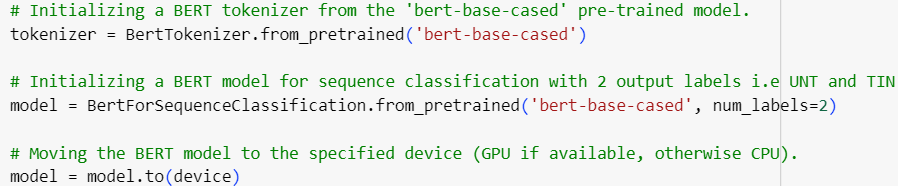 # Initializing a BERT tokenizer from the 'bert-base-cased' pre-trained model.
tokenizer = BertTokenizer.from_pretrained('bert-base-cased')
# Initializing a BERT model for sequence classification with 2 output labels i.e UNT and TIN
model = BertForSequenceClassification.from_pretrained('bert-base-cased', num_labels=2)
# Moving the BERT model to the specified device (GPU if available, otherwise CPU).
model = model.to(device)